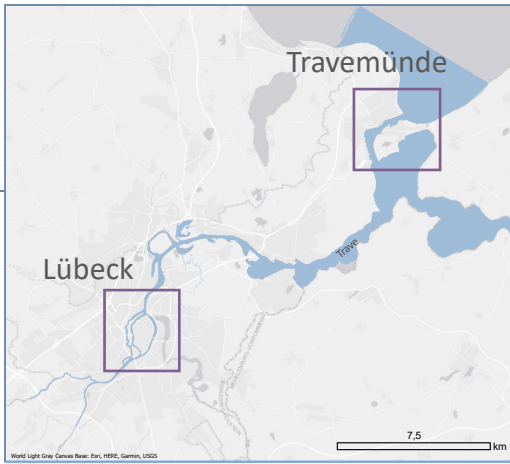 Travemünde
Trave
Lübeck
7,5
km
World Light Gray Canvas Base: Esri, HERE, Garmin, USGS